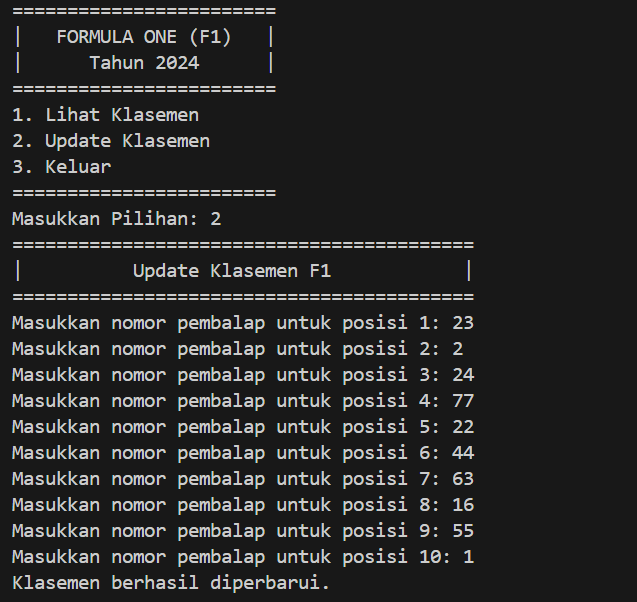 ========================
|   FORMULA ONE (F1)   |
|      Tahun 2024      |
========================
1. Lihat Klasemen
2. Update Klasemen
3. Keluar
========================
Masukkan Pilihan: 2
==========================================
|          Update Klasemen F1            |
==========================================
Masukkan nomor pembalap untuk posisi 1: 23
Masukkan nomor pembalap untuk posisi 2: 2
Masukkan nomor pembalap untuk posisi 3: 24
Masukkan nomor pembalap untuk posisi 4: 77
Masukkan nomor pembalap untuk posisi 5: 22
Masukkan nomor pembalap untuk posisi 6: 44
Masukkan nomor pembalap untuk posisi 7: 63
Masukkan nomor pembalap untuk posisi 8: 16
Masukkan nomor pembalap untuk posisi 9: 55
Masukkan nomor pembalap untuk posisi 10: 1
Klasemen berhasil diperbarui.